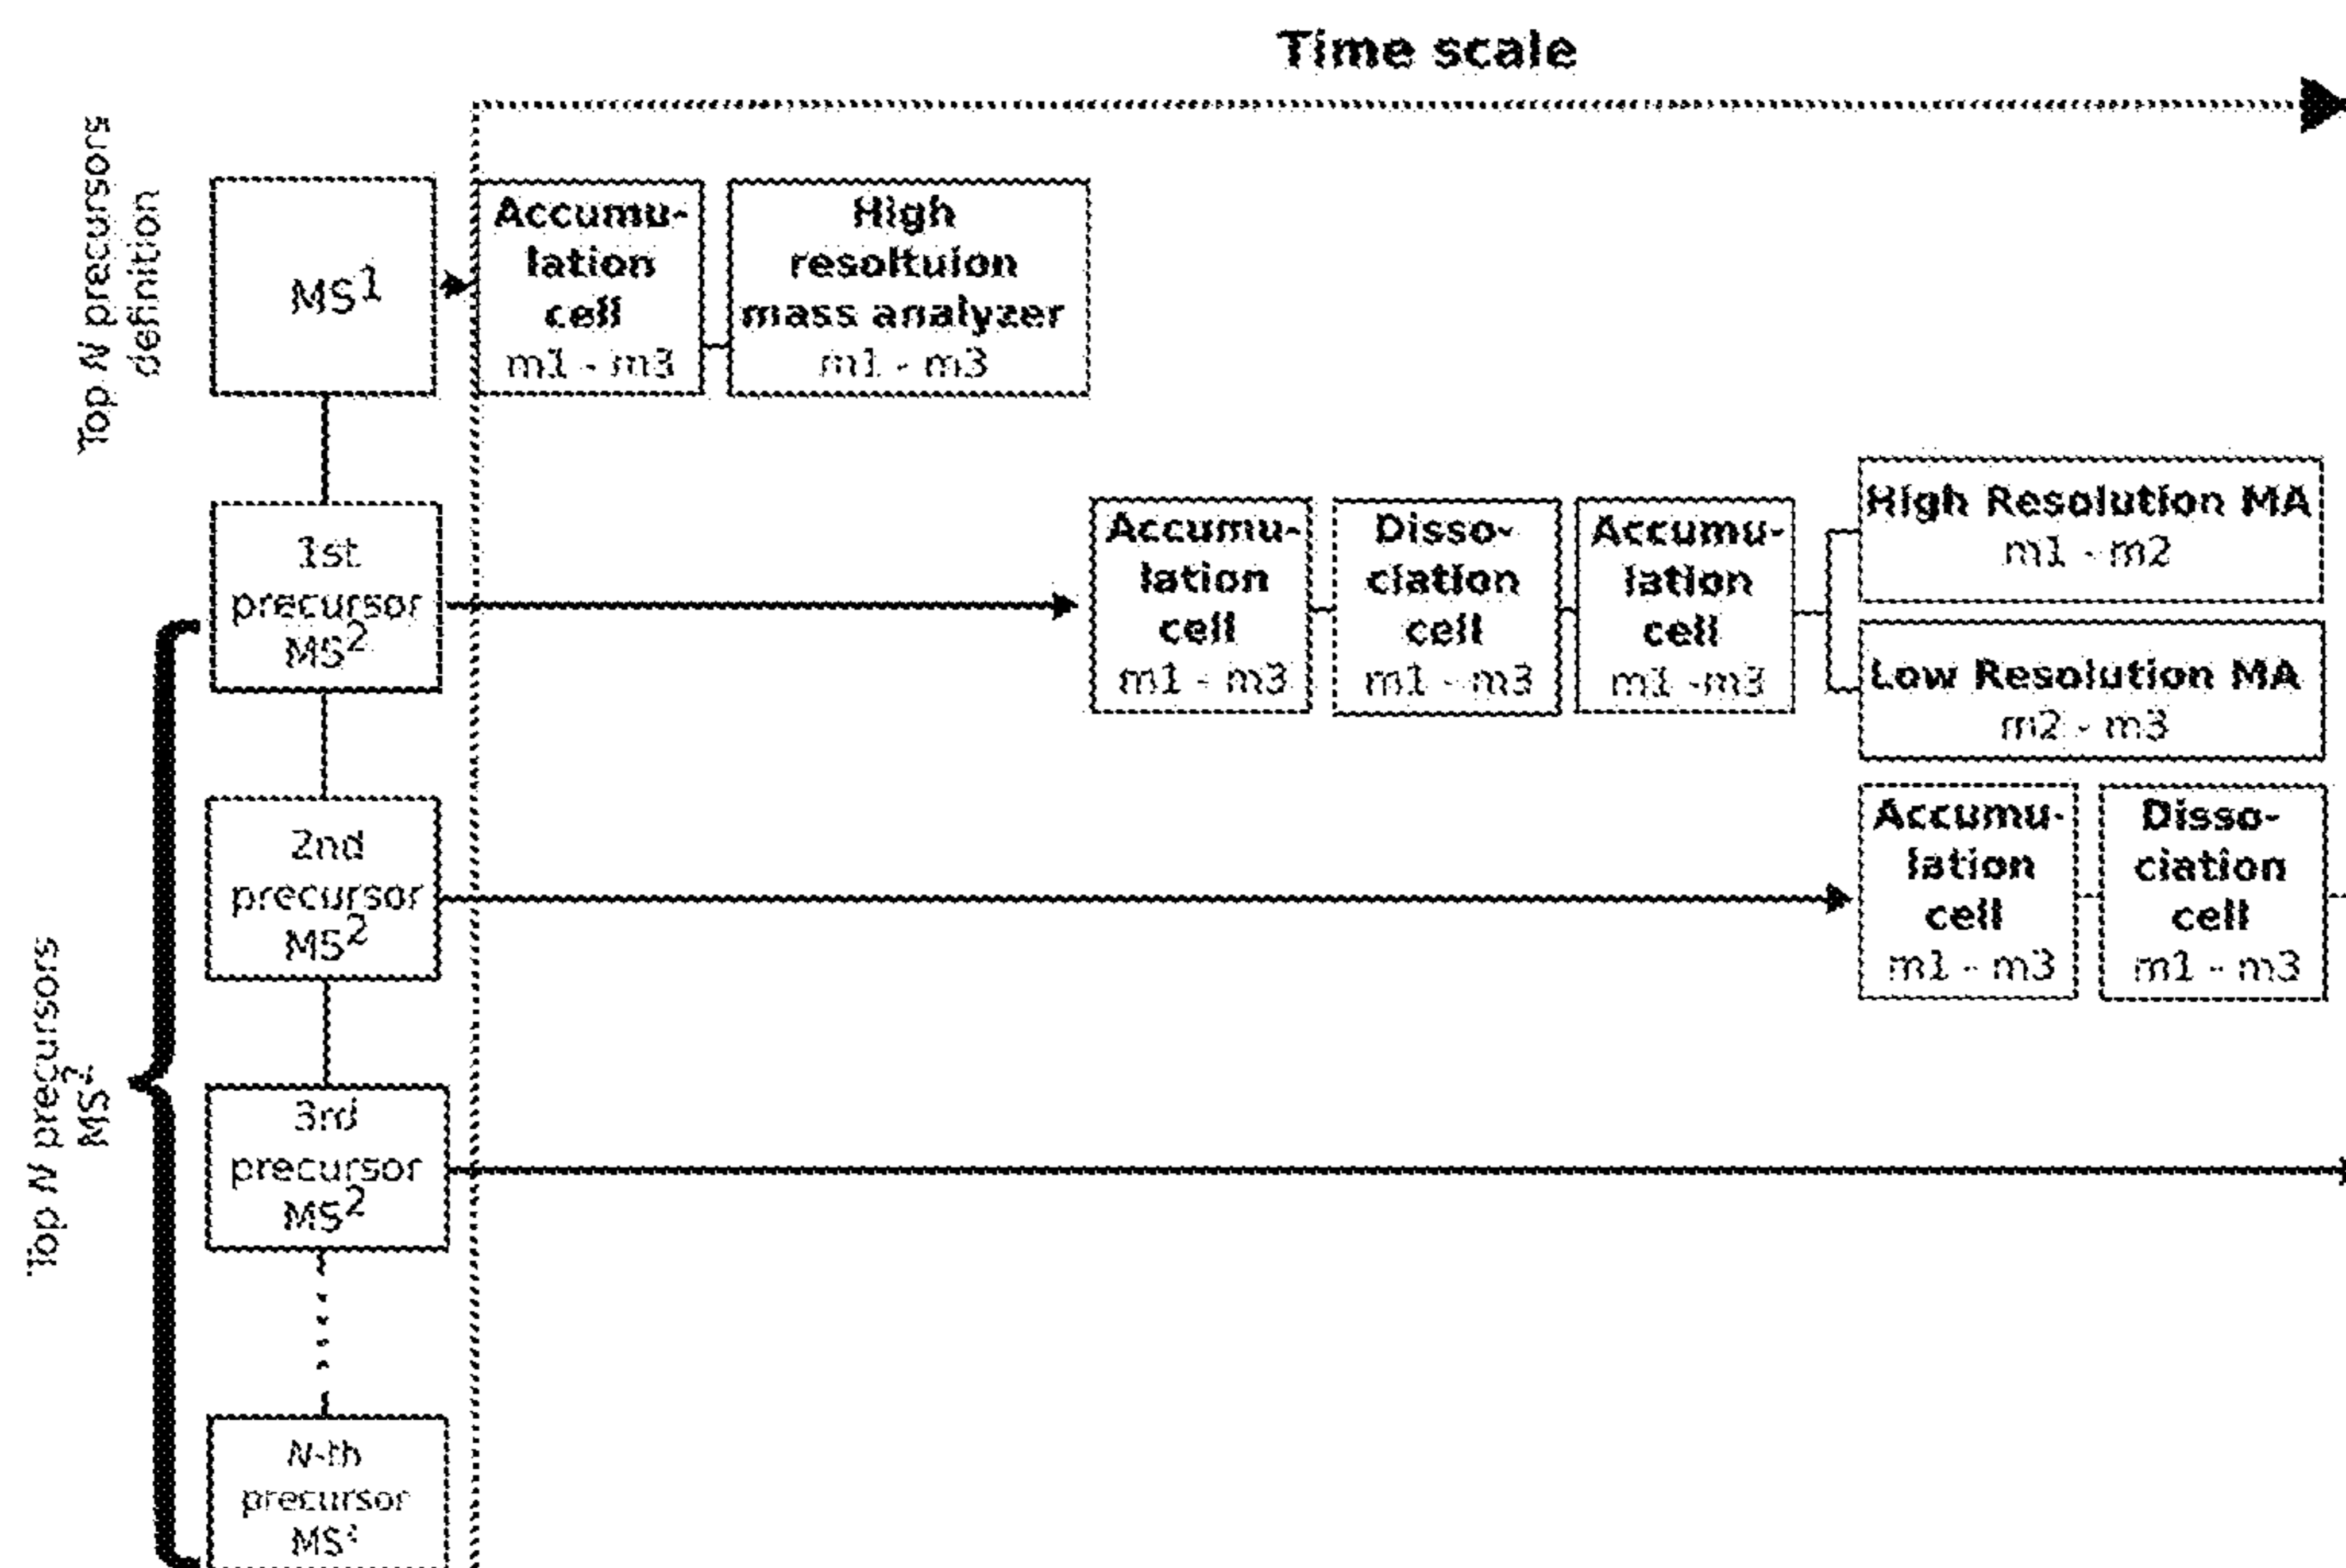 Time scale
Top N precursors
definition
MS1
Accumu-
lation
cell
m1 - m3
High
resoltuion
mass analyzer
m1 - m3
1st
precursor
MS2
Accumu-
lation
cell
m1 - m3
Disso-
ciation
cell
m1 - m3
Accumu-
lation
cell
m1 -m3
High Resolution MA
m1 - m2
Low Resolution MA
m2 - m3
Top N precursors
MS2
2nd
precursor
MS2
Accumu-
lation
cell
m1 - m3
Disso-
ciation
cell
m1 - m3
3rd
precursor
MS2
N-th
precursor